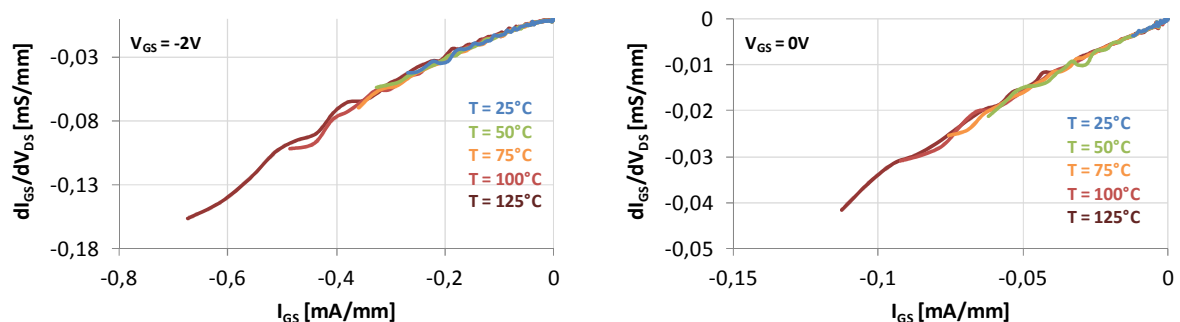 V_GS = -2V
dI_GS/dV_DS [mS/mm]
-0,03
-0,08
-0,13
-0,18
-0,8
-0,6
-0,4
-0,2
0
I_GS [mA/mm]
T = 25°C
T = 50°C
T = 75°C
T = 100°C
T = 125°C
V_GS = 0V
dI_GS/dV_DS [mS/mm]
0
-0,01
-0,02
-0,03
-0,04
-0,05
-0,15
-0,1
-0,05
0
I_GS [mA/mm]
T = 25°C
T = 50°C
T = 75°C
T = 100°C
T = 125°C